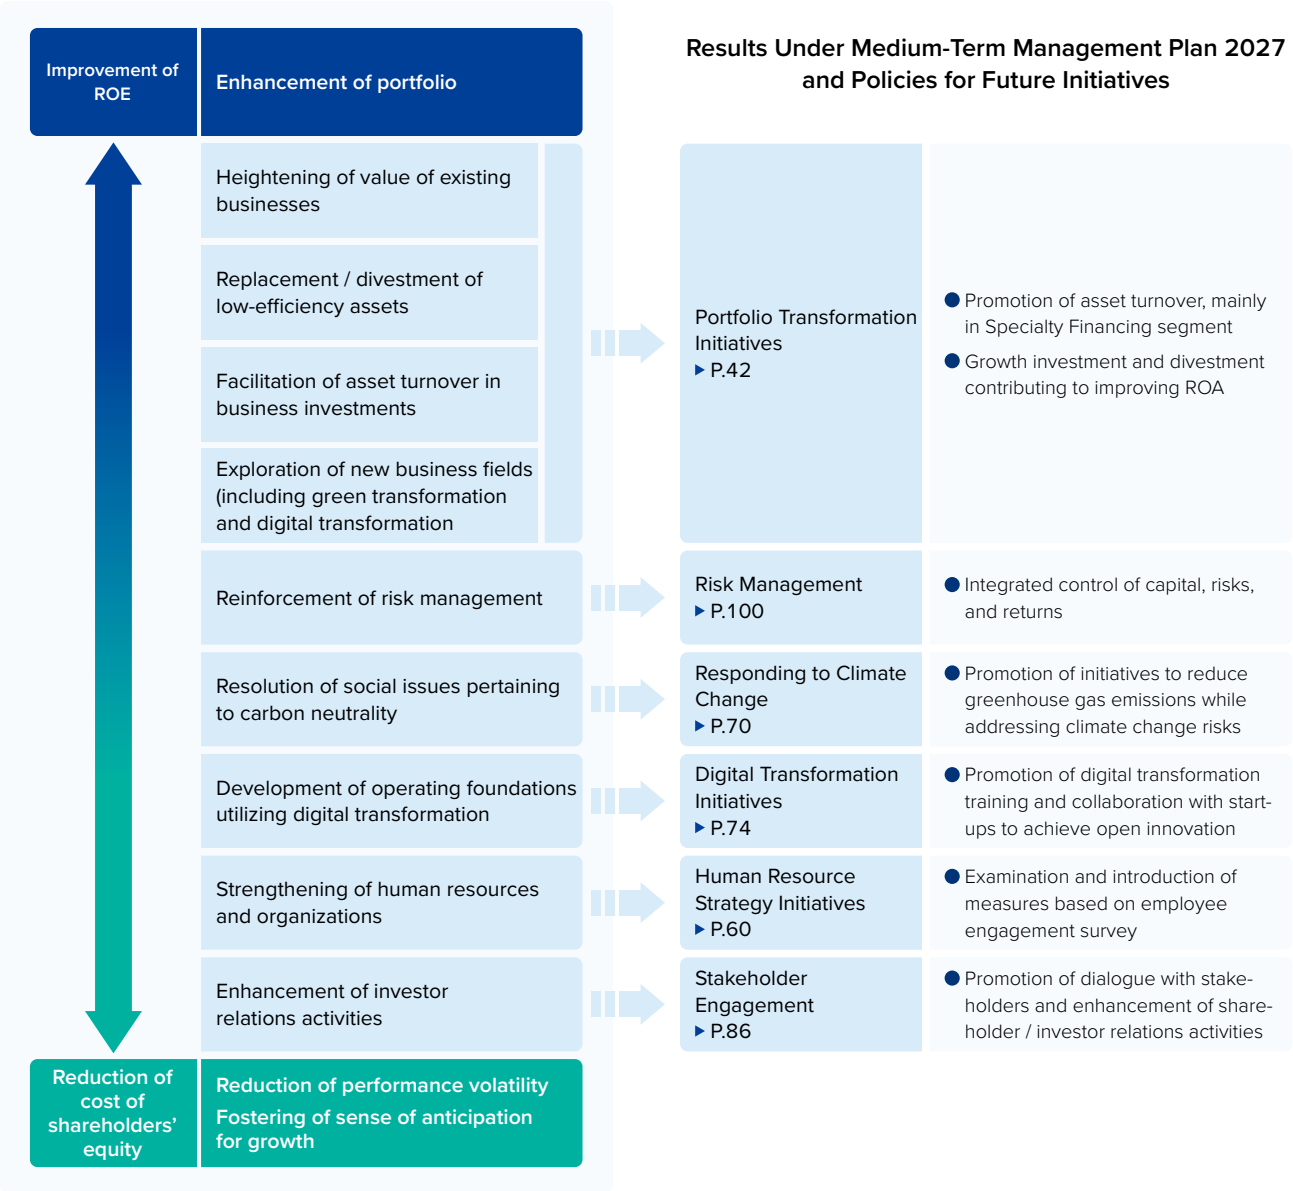 Improvement of
ROE
Enhancement of portfolio
Results Under Medium-Term Management Plan 2027
and Policies for Future Initiatives
Heightening of value of existing
businesses
Replacement / divestment of
low-efficiency assets
Facilitation of asset turnover in
business investments
Exploration of new business fields
(including green transformation
and digital transformation
Portfolio Transformation
Initiatives
▶ P.42
● Promotion of asset turnover, mainly
in Specialty Financing segment
● Growth investment and divestment
contributing to improving ROA
Reinforcement of risk management
Risk Management
▶ P.100
● Integrated control of capital, risks,
and returns
Resolution of social issues pertaining
to carbon neutrality
Responding to Climate
Change
▶ P.70
● Promotion of initiatives to reduce
greenhouse gas emissions while
addressing climate change risks
Development of operating foundations
utilizing digital transformation
Digital Transformation
Initiatives
▶ P.74
● Promotion of digital transformation
training and collaboration with start-
ups to achieve open innovation
Strengthening of human resources
and organizations
Human Resource
Strategy Initiatives
▶ P.60
● Examination and introduction of
measures based on employee
engagement survey
Enhancement of investor
relations activities
Stakeholder
Engagement
▶ P.86
● Promotion of dialogue with stake-
holders and enhancement of share-
holder / investor relations activities
Reduction of
cost of
shareholders’
equity
Reduction of performance volatility
Fostering of sense of anticipation
for growth